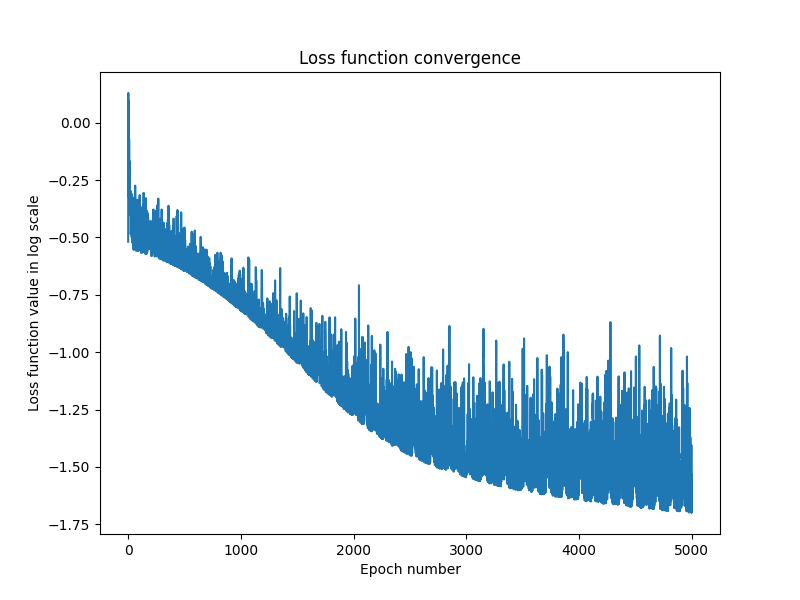 Loss function convergence
Loss function value in log scale
0.00
−0.25
−0.50
−0.75
−1.00
−1.25
−1.50
−1.75
0 1000 2000 3000 4000 5000
Epoch number